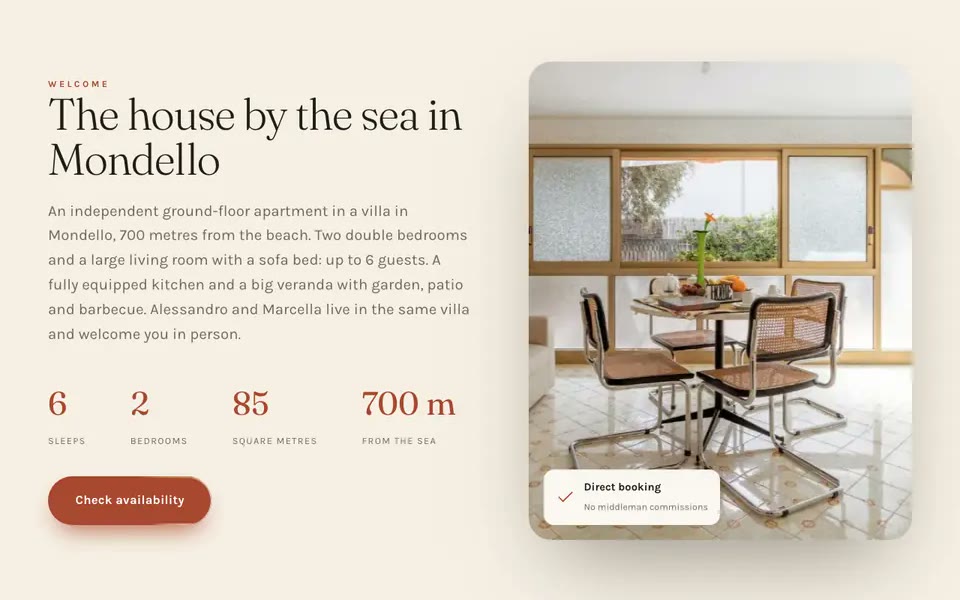 WELCOME
The house by the sea in
Mondello
An independent ground-floor apartment in a villa in
Mondello, 700 metres from the beach. Two double bedrooms
and a large living room with a sofa bed: up to 6 guests. A
fully equipped kitchen and a big veranda with garden, patio
and barbecue. Alessandro and Marcella live in the same villa
and welcome you in person.
6
2
85
700 m
SLEEPS
BEDROOMS
SQUARE METRES
FROM THE SEA
Check availability
Direct booking
No middleman commissions